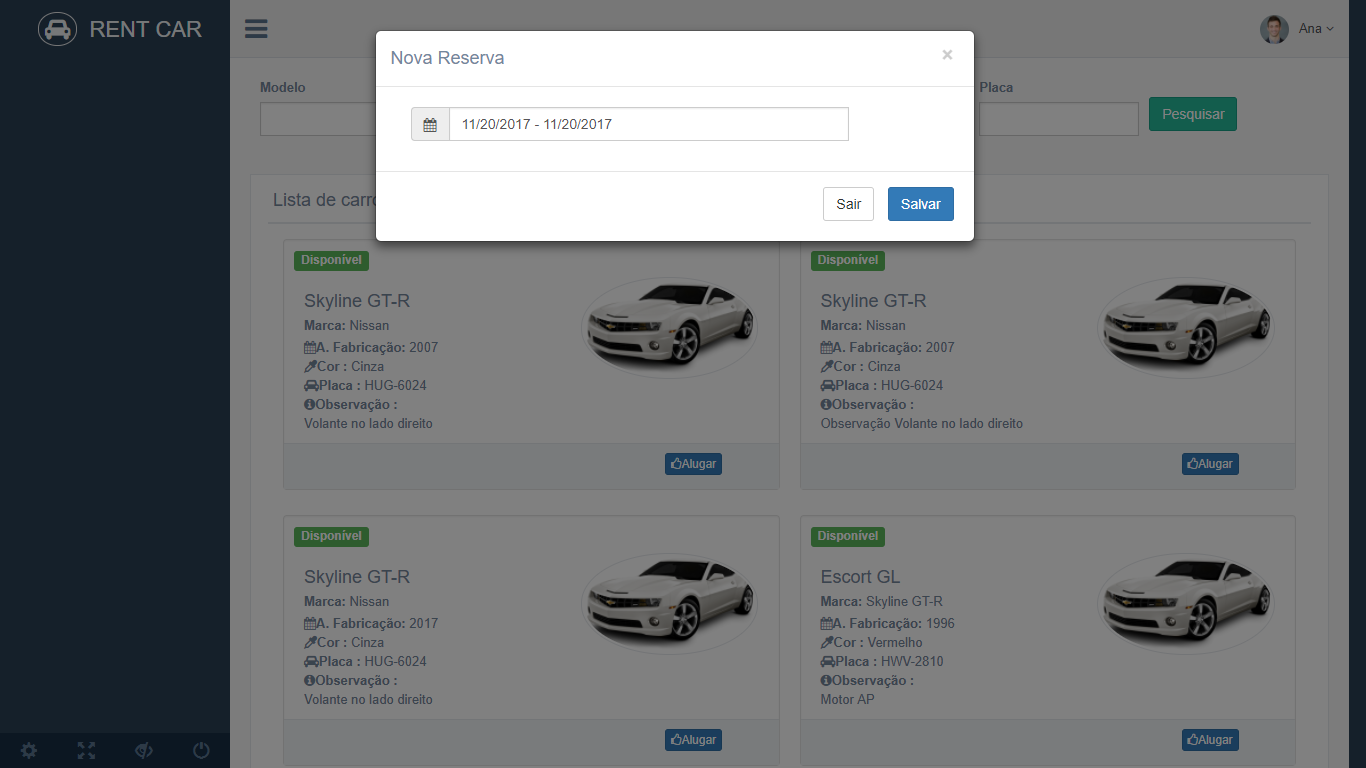 RENT CAR
Ana
Nova Reserva
×
11/20/2017 - 11/20/2017
Sair
Salvar
Modelo
Placa
Pesquisar
Lista de carro
Disponível
Skyline GT-R
Marca: Nissan
A. Fabricação: 2007
Cor : Cinza
Placa : HUG-6024
Observação :
Volante no lado direito
Alugar
Disponível
Skyline GT-R
Marca: Nissan
A. Fabricação: 2007
Cor : Cinza
Placa : HUG-6024
Observação :
Observação Volante no lado direito
Alugar
Disponível
Skyline GT-R
Marca: Nissan
A. Fabricação: 2017
Cor : Cinza
Placa : HUG-6024
Observação :
Volante no lado direito
Alugar
Disponível
Escort GL
Marca: Skyline GT-R
A. Fabricação: 1996
Cor : Vermelho
Placa : HWV-2810
Observação :
Motor AP
Alugar